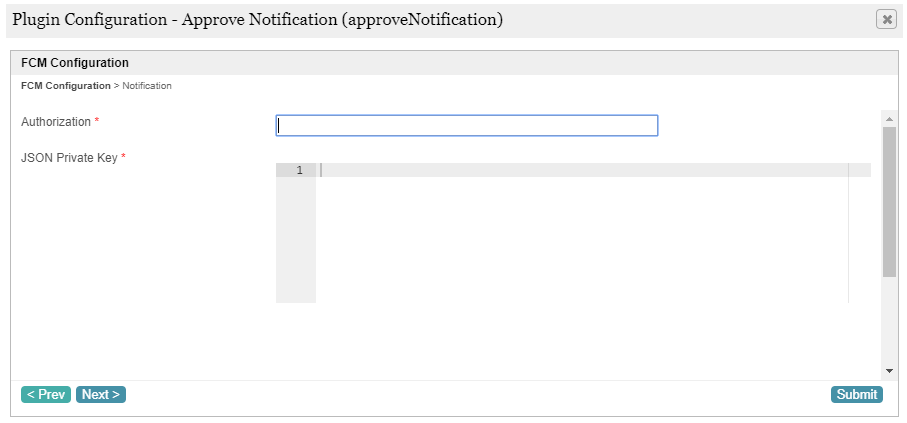 Plugin Configuration - Approve Notification (approveNotification)
FCM Configuration
FCM Configuration > Notification
Authorization *
JSON Private Key *
1
< Prev Next > Submit